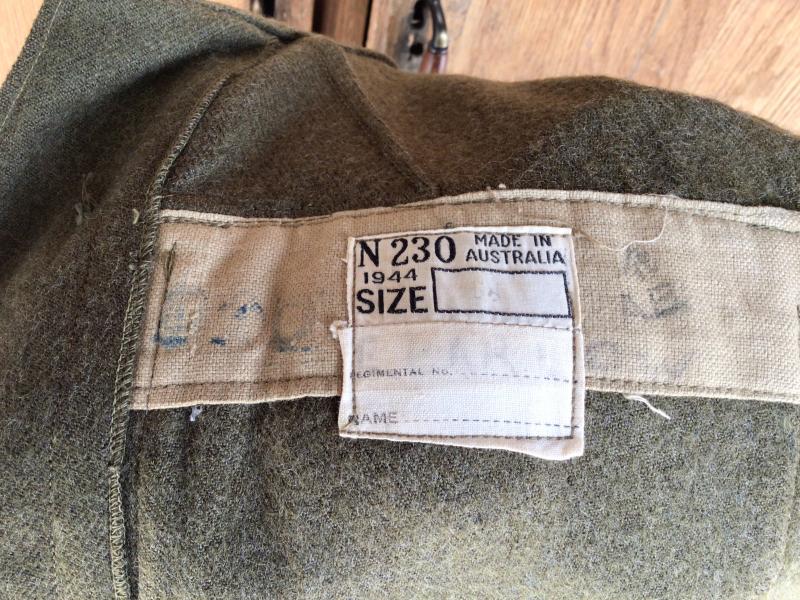 N 230 MADE IN
AUSTRALIA
1944
SIZE
REGIMENTAL NO.
NAME